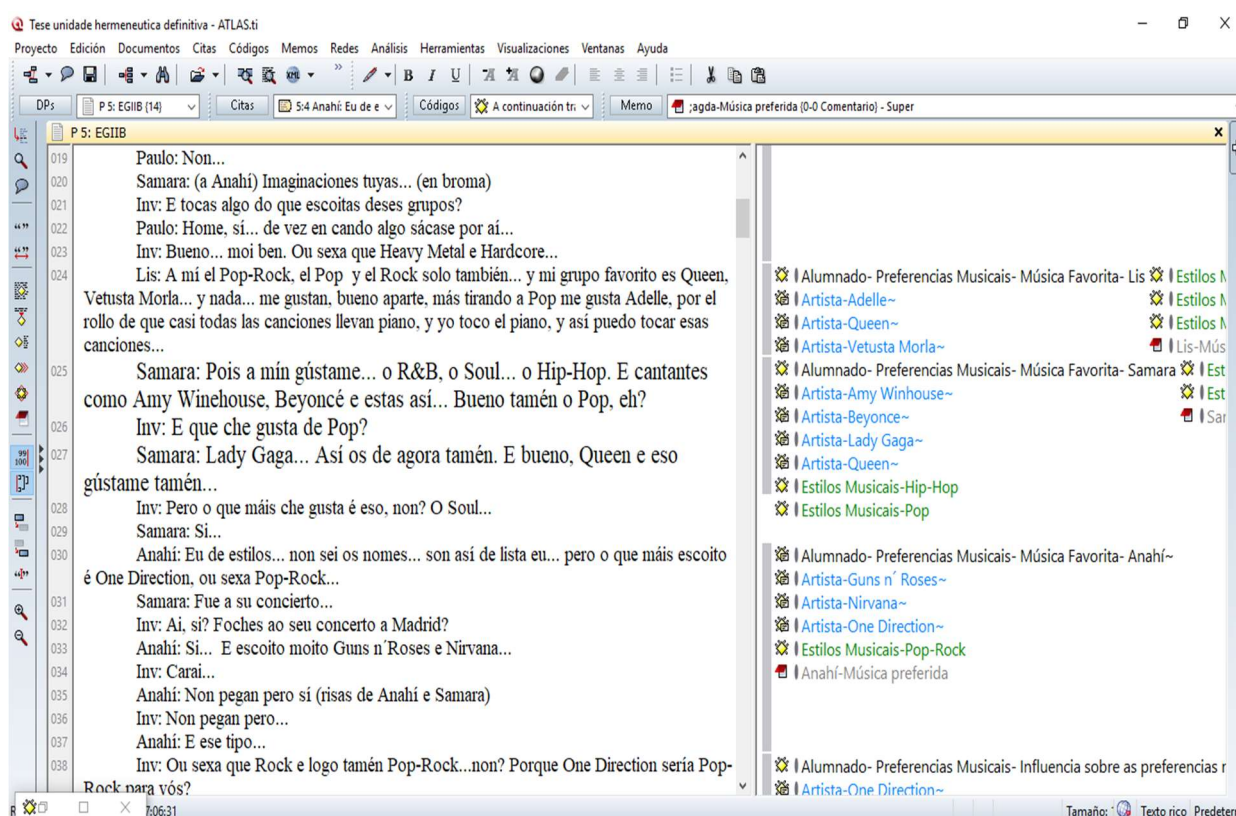 Tese unidade hermeneutica definitiva - ATLAS.ti
Proyecto Edición Documentos Citas Códigos Memos Redes Análisis Herramientas Visualizaciones Ventanas Ayuda
XML » B I U
DPs P 5: EGIIB {14} Citas 5:4 Anahí: Eu de e Códigos A continuación tr Memo ;agda-Música preferida {0-0 Comentario} - Super
P 5: EGIIB
019 Paulo: Non...
020 Samara: (a Anahí) Imaginaciones tuyas... (en broma)
021 Inv: E tocas algo do que escoitas deses grupos?
022 Paulo: Home, sí... de vez en cando algo sácase por aí...
023 Inv: Bueno... moi ben. Ou sexa que Heavy Metal e Hardcore...
024 Lis: A mí el Pop-Rock, el Pop y el Rock solo también... y mi grupo favorito es Queen,
Vetusta Morla... y nada... me gustan, bueno aparte, más tirando a Pop me gusta Adelle, por el
rollo de que casi todas las canciones llevan piano, y yo toco el piano, y así puedo tocar esas
canciones...
025 Samara: Pois a mín gústame... o R&B, o Soul... o Hip-Hop. E cantantes
como Amy Winehouse, Beyoncé e estas así... Bueno tamén o Pop, eh?
026 Inv: E que che gusta de Pop?
027 Samara: Lady Gaga... Así os de agora tamén. E bueno, Queen e eso
gústame tamén...
028 Inv: Pero o que máis che gusta é eso, non? O Soul...
029 Samara: Si...
030 Anahí: Eu de estilos... non sei os nomes... son así de lista eu... pero o que máis escoito
é One Direction, ou sexa Pop-Rock...
031 Samara: Fue a su concierto...
032 Inv: Ai, si? Foches ao seu concerto a Madrid?
033 Anahí: Si... E escoito moito Guns n´Roses e Nirvana...
034 Inv: Carai...
035 Anahí: Non pegan pero sí (risas de Anahí e Samara)
036 Inv: Non pegan pero...
037 Anahí: E ese tipo...
038 Inv: Ou sexa que Rock e logo tamén Pop-Rock...non? Porque One Direction sería Pop-
Rock para vós?
Alumnado- Preferencias Musicais- Música Favorita- Lis Estilos M
Artista-Adelle~ Estilos M
Artista-Queen~ Estilos M
Artista-Vetusta Morla~ Lis-Mús
Alumnado- Preferencias Musicais- Música Favorita- Samara Est
Artista-Amy Winhouse~ Est
Artista-Beyonce~ Sar
Artista-Lady Gaga~
Artista-Queen~
Estilos Musicais-Hip-Hop
Estilos Musicais-Pop
Alumnado- Preferencias Musicais- Música Favorita- Anahí~
Artista-Guns n´ Roses~
Artista-Nirvana~
Artista-One Direction~
Estilos Musicais-Pop-Rock
Anahí-Música preferida
Alumnado- Preferencias Musicais- Influencia sobre as preferencias
Artista-One Direction~
7:06:31 Tamaño: Texto rico Predeter